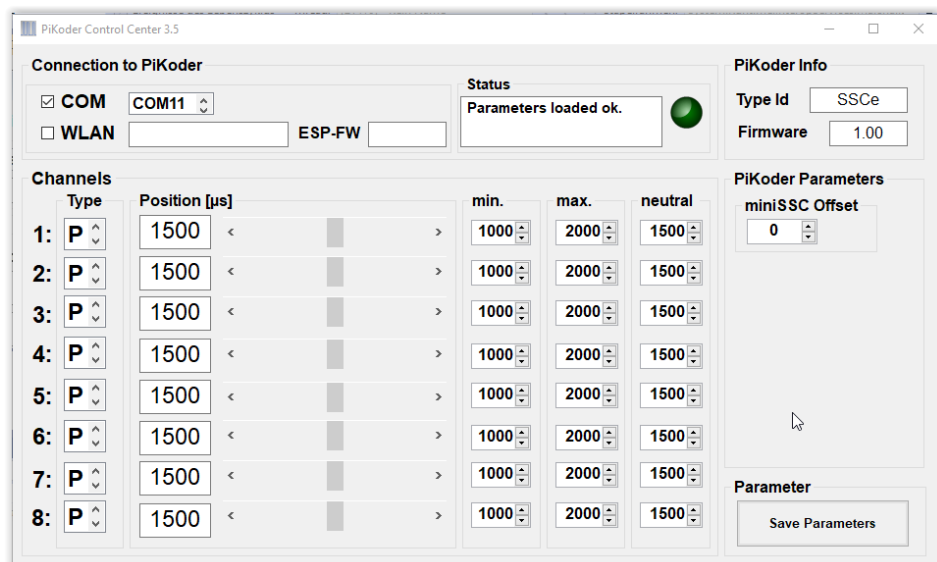 PiKoder Control Center 3.5
Connection to PiKoder
COM COM11
WLAN ESP-FW
Status
Parameters loaded ok.
PiKoder Info
Type Id SSCe
Firmware 1.00
Channels
Type Position [µs] min. max. neutral
1: P 1500 < > 1000 2000 1500
2: P 1500 < > 1000 2000 1500
3: P 1500 < > 1000 2000 1500
4: P 1500 < > 1000 2000 1500
5: P 1500 < > 1000 2000 1500
6: P 1500 < > 1000 2000 1500
7: P 1500 < > 1000 2000 1500
8: P 1500 < > 1000 2000 1500
PiKoder Parameters
miniSSC Offset
0
Parameter
Save Parameters